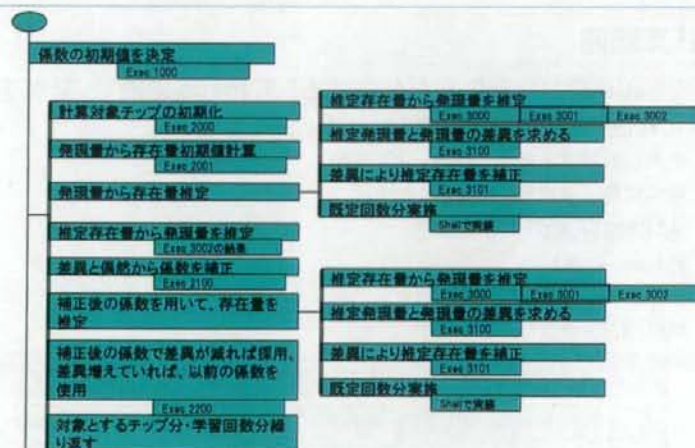 係数の初期値を決定
Exec 1000
計算対象チップの初期化
Exec 2000
発現量から存在量初期値計算
Exec 2001
発現量から存在量推定
推定存在量から発現量を推定
Exec 3000 Exec 3001 Exec 3002
推定発現量と発現量の差異を求める
Exec 3100
差異により推定存在量を補正
Exec 3101
既定回数分実施
Shellで実施
推定存在量から発現量を推定
Exec 3002の結果
差異と偶然から係数を補正
Exec 2100
補正後の係数を用いて、存在量を
推定
推定存在量から発現量を推定
Exec 3000 Exec 3001 Exec 3002
推定発現量と発現量の差異を求める
Exec 3100
差異により推定存在量を補正
Exec 3101
既定回数分実施
Shellで実施
補正後の係数で差異が減れば採用、
差異増えていれば、以前の係数を
使用
Exec 2200
対象とするチップ分・学習回数分繰
り返す